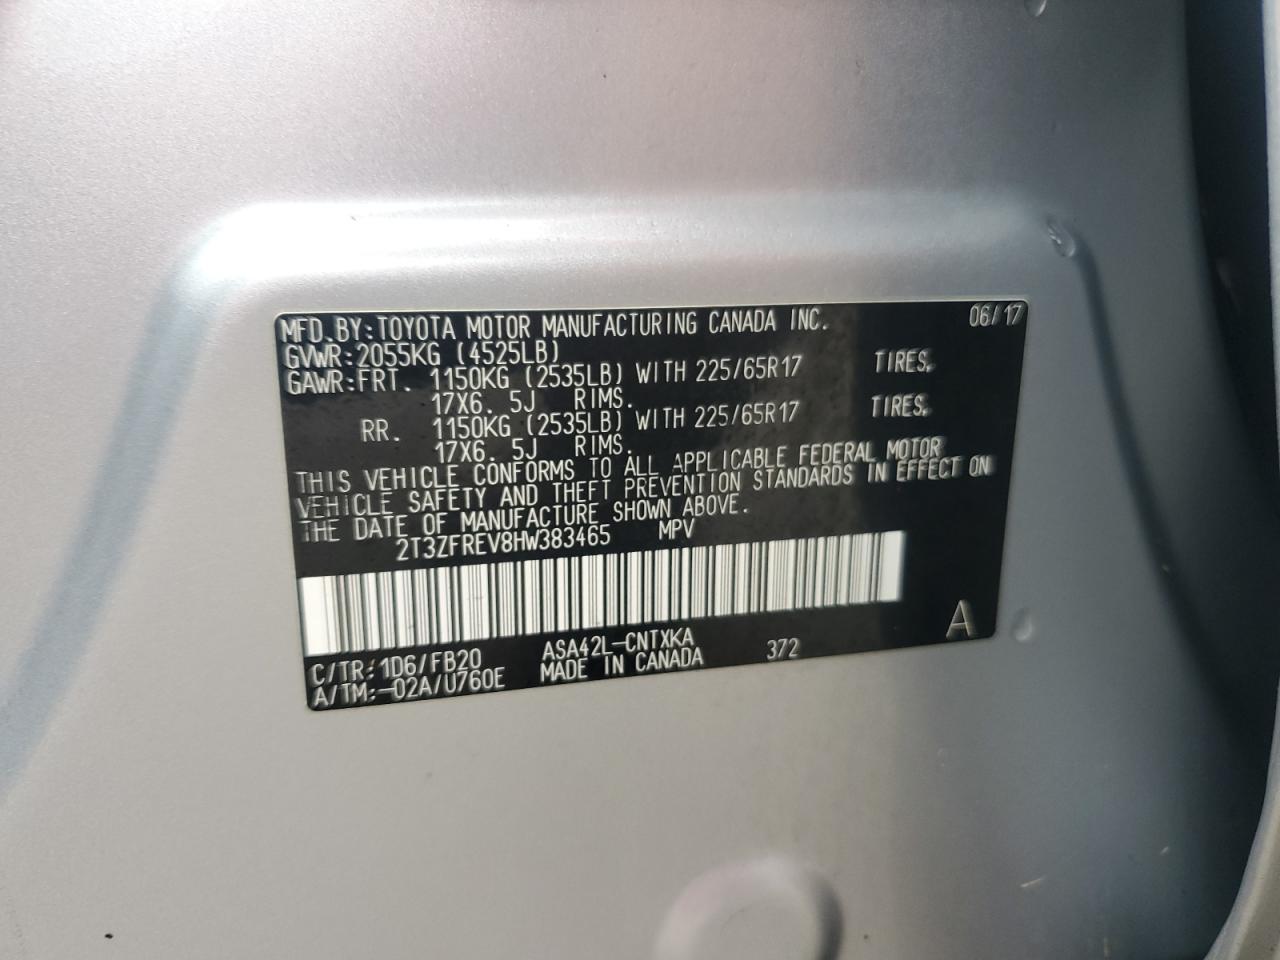 MFD.BY:TOYOTA MOTOR MANUFACTURING CANADA INC. 06/17
GVWR:2055KG (4525LB)
GAWR:FRT. 1150KG (2535LB) WITH 225/65R17 TIRES,
17X6.5J RIMS.
RR. 1150KG (2535LB) WITH 225/65R17 TIRES,
17X6.5J RIMS.
THIS VEHICLE CONFORMS TO ALL APPLICABLE FEDERAL MOTOR
VEHICLE SAFETY AND THEFT PREVENTION STANDARDS IN EFFECT ON
THE DATE OF MANUFACTURE SHOWN ABOVE.
2T3ZFREV8HW383465 MPV
C/TR:1D6/FB20 ASA42L-CNTXKA 372 A
A/TM:-02A/U760E MADE IN CANADA